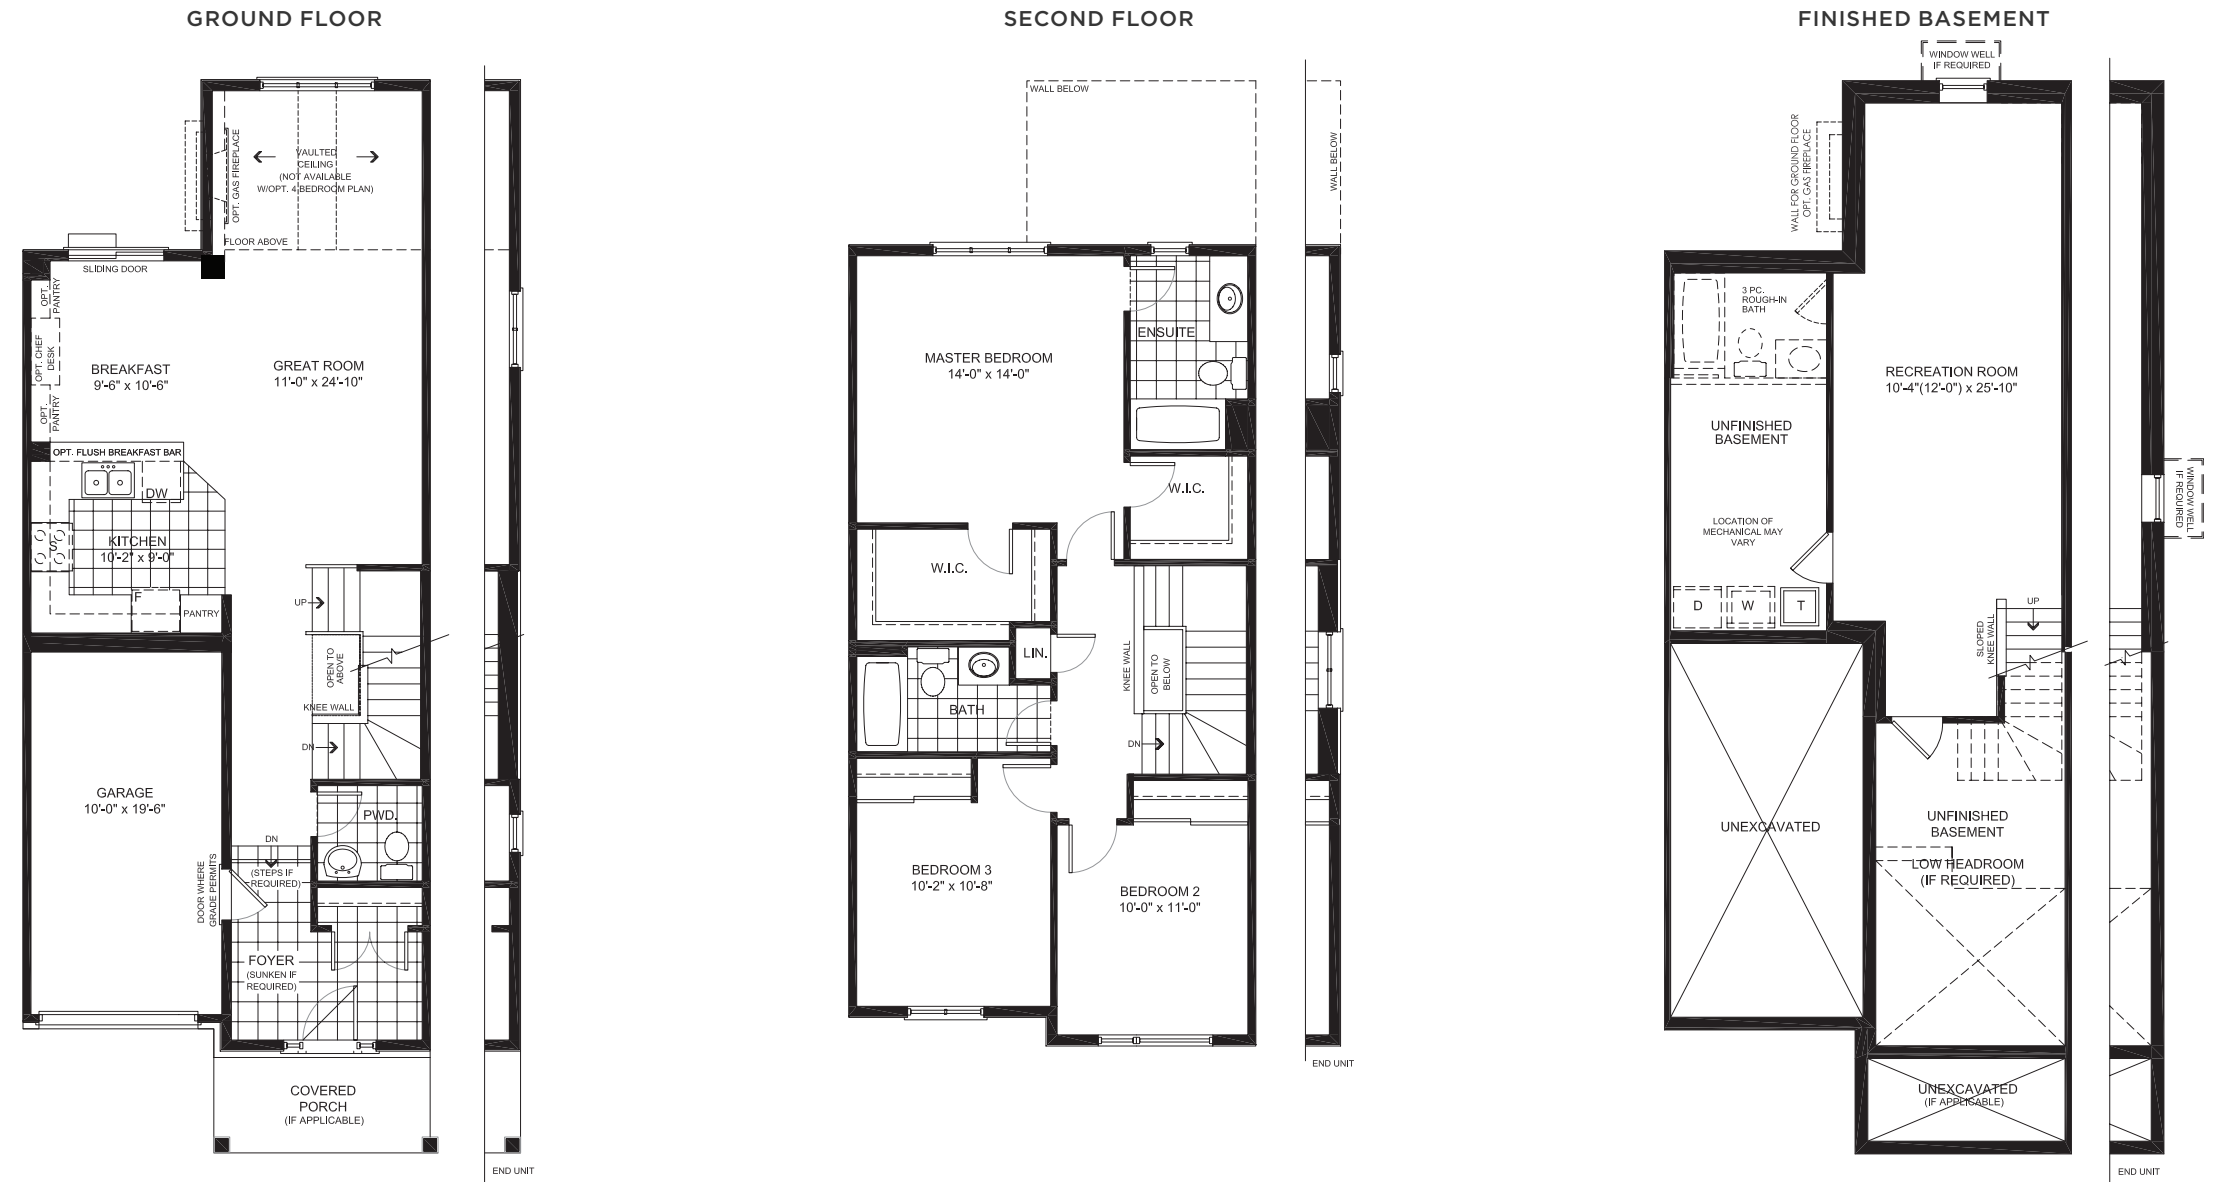 GROUND FLOOR
OPT. GAS FIREPLACE
VAULTED
CEILING
(NOT AVAILABLE
W/OPT. 4 BEDROOM PLAN)
FLOOR ABOVE
SLIDING DOOR
OPT.
PANTRY
OPT. CHEF
DESK
OPT.
PANTRY
BREAKFAST
9'-6" x 10'-6"
GREAT ROOM
11'-0" x 24'-10"
OPT. FLUSH BREAKFAST BAR
DW
S
KITCHEN
10'-2" x 9'-0"
F
PANTRY
UP
OPEN TO
ABOVE
KNEE WALL
DN
GARAGE
10'-0" x 19'-6"
PWD.
DN
(STEPS IF
REQUIRED)
DOOR WHERE
GRADE PERMITS
FOYER
(SUNKEN IF
REQUIRED)
COVERED
PORCH
(IF APPLICABLE)
END UNIT
SECOND FLOOR
WALL BELOW
WALL BELOW
ENSUITE
MASTER BEDROOM
14'-0" x 14'-0"
W.I.C.
W.I.C.
LIN.
KNEE WALL
OPEN TO
BELOW
BATH
DN
BEDROOM 3
10'-2" x 10'-8"
BEDROOM 2
10'-0" x 11'-0"
END UNIT
FINISHED BASEMENT
WINDOW WELL
IF REQUIRED
WALL FOR GROUND FLOOR
OPT. GAS FIREPLACE
3 PC.
ROUGH-IN
BATH
RECREATION ROOM
10'-4"(12'-0") x 25'-10"
UNFINISHED
BASEMENT
LOCATION OF
MECHANICAL MAY
VARY
WINDOW WELL
IF REQUIRED
D
W
T
UP
SLOPED
KNEE WALL
UNEXCAVATED
UNFINISHED
BASEMENT
LOW HEADROOM
(IF REQUIRED)
UNEXCAVATED
(IF APPLICABLE)
END UNIT